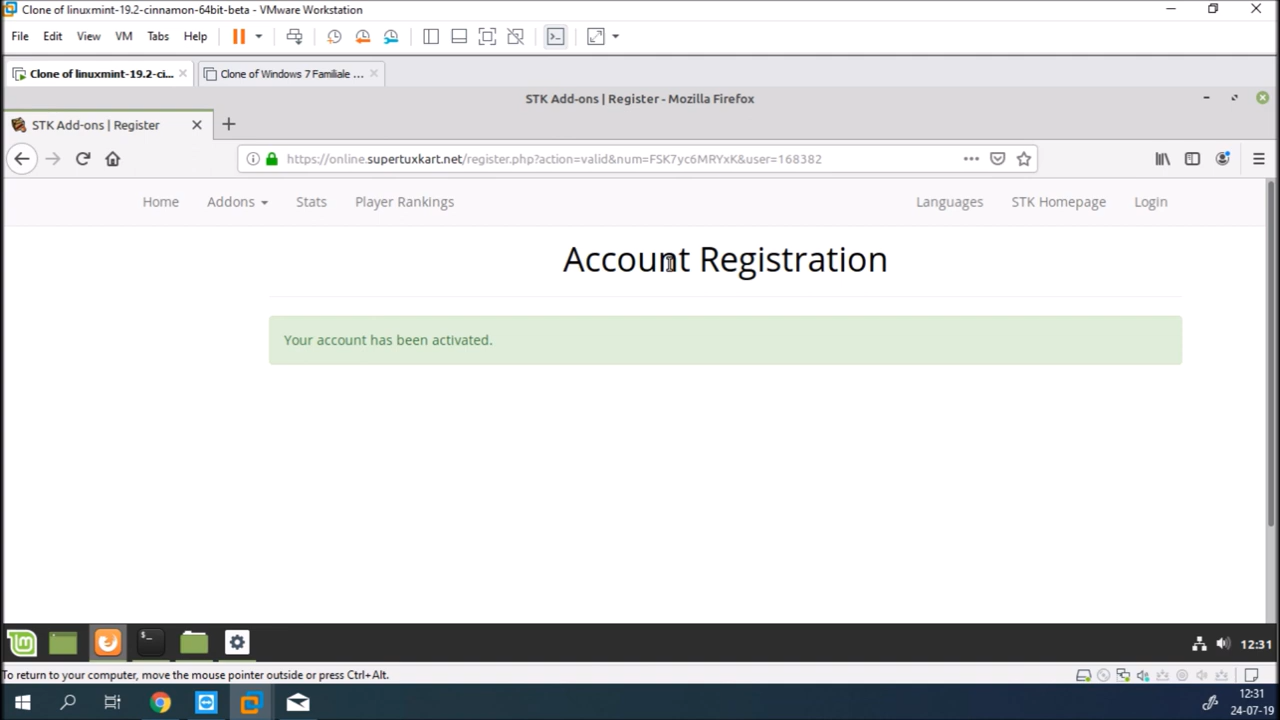 Clone of linuxmint-19.2-cinnamon-64bit-beta - VMware Workstation
File Edit View VM Tabs Help
Clone of linuxmint-19.2-ci... Clone of Windows 7 Familiale ...
STK Add-ons | Register - Mozilla Firefox
STK Add-ons | Register
https://online.supertuxkart.net/register.php?action=valid&num=FSK7yc6MRYxK&user=168382
Home Addons Stats Player Rankings Languages STK Homepage Login
Account Registration
Your account has been activated.
12:31
To return to your computer, move the mouse pointer outside or press Ctrl+Alt.
12:31
24-07-19